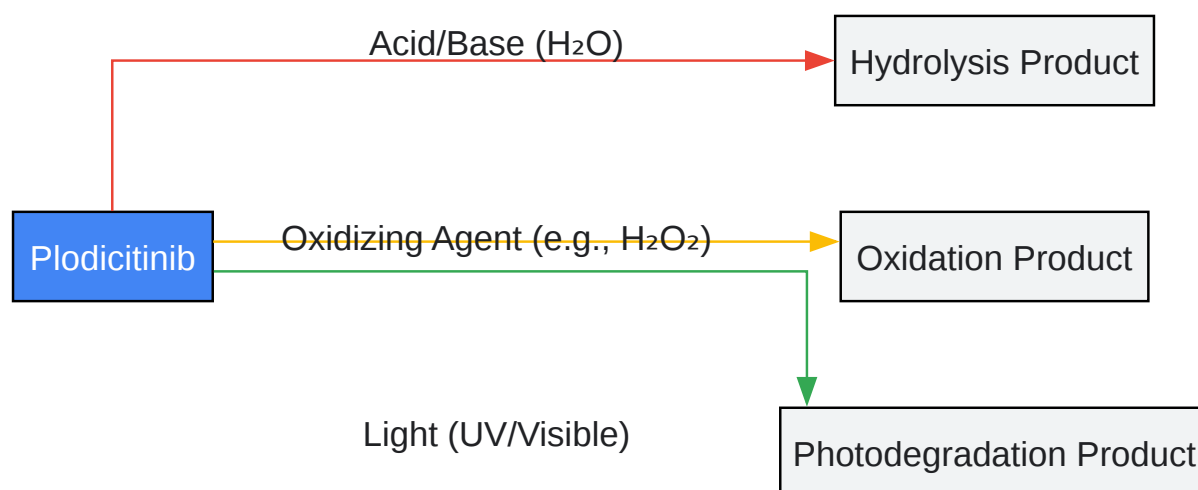 Acid/Base (H₂O)
Hydrolysis Product
Plodicitinib
Oxidizing Agent (e.g., H₂O₂)
Oxidation Product
Light (UV/Visible)
Photodegradation Product